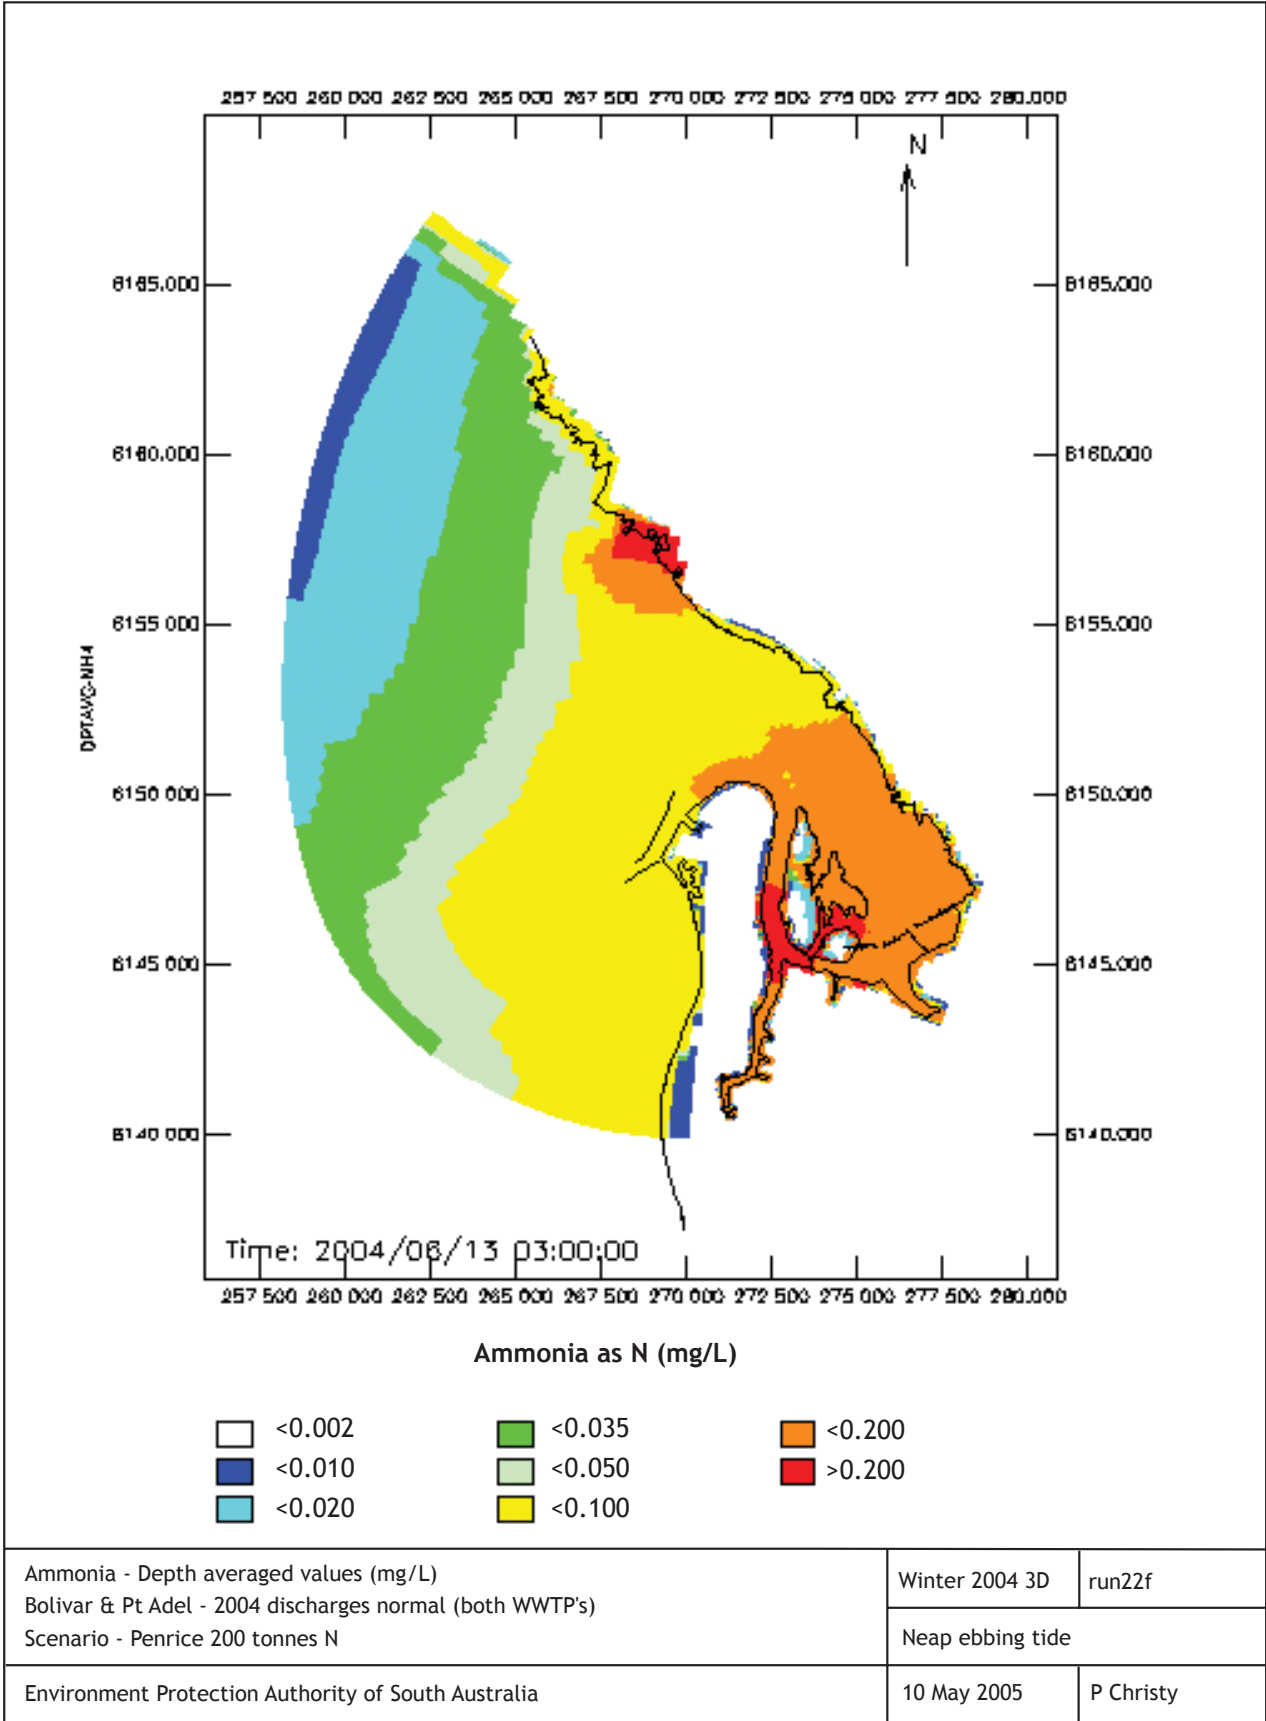 257 500 260 000 262 500 265 000 267 500 270 000 272 500 275 000 277 500 280.000
N
6165.000 6165.000
6160.000 6160.000
6155 000 6155.000
DPTAVG-NH4
6150 000 6150.000
6145 000 6145.000
6140 000 6140.000
Time: 2004/06/13 03:00:00
257 500 260 000 262 500 265 000 267 500 270 000 272 500 275 000 277 500 280.000
Ammonia as N (mg/L)
<0.002 <0.035 <0.200
<0.010 <0.050 >0.200
<0.020 <0.100
Ammonia - Depth averaged values (mg/L)
Bolivar & Pt Adel - 2004 discharges normal (both WWTP's)
Scenario - Penrice 200 tonnes N
Winter 2004 3D run22f
Neap ebbing tide
Environment Protection Authority of South Australia
10 May 2005 P Christy